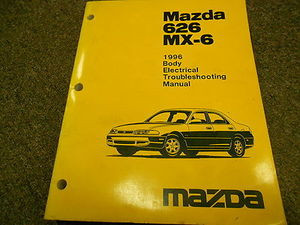 Mazda
626
MX-6
1996
Body
Electrical
Troubleshooting
Manual
mazda